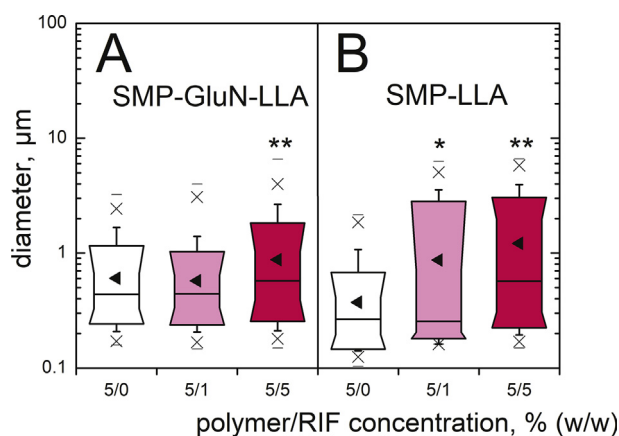 100
10
1
0.1
diameter, µm
A
SMP-GluN-LLA
**
B
SMP-LLA
*
**
5/0 5/1 5/5 5/0 5/1 5/5
polymer/RIF concentration, % (w/w)